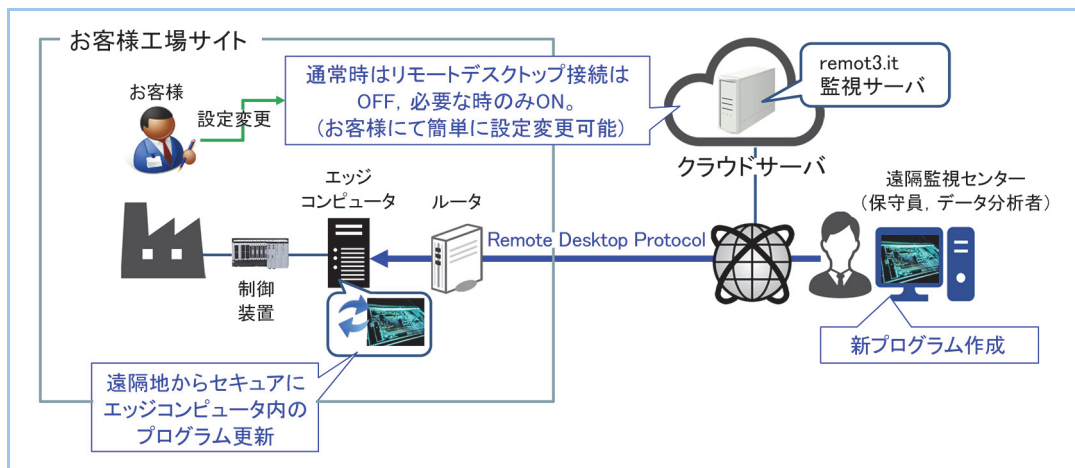 お客様工場サイト
お客様
設定変更
通常時はリモートデスクトップ接続は
OFF，必要な時のみON。
（お客様にて簡単に設定変更可能）
remot3.it
監視サーバ
クラウドサーバ
エッジ
コンピュータ
ルータ
Remote Desktop Protocol
遠隔監視センター
（保守員，データ分析者）
制御
装置
新プログラム作成
遠隔地からセキュアに
エッジコンピュータ内の
プログラム更新